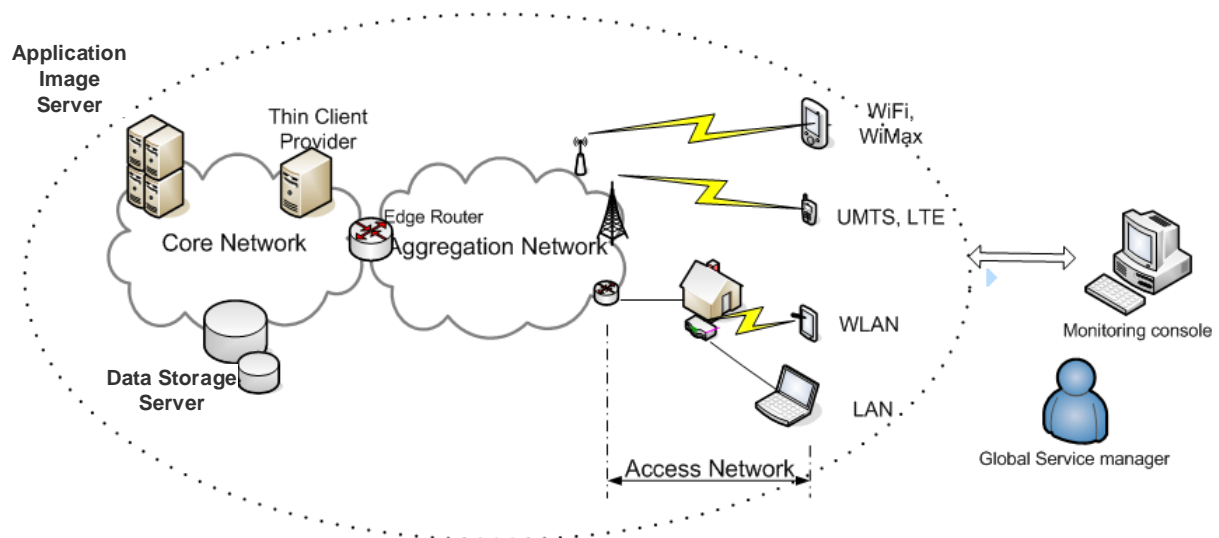 Application
Image
Server
Thin Client
Provider
WiFi,
WiMax
Edge Router
UMTS, LTE
Core Network
Aggregation Network
WLAN
Monitoring console
Data Storage
Server
LAN
Global Service manager
Access Network